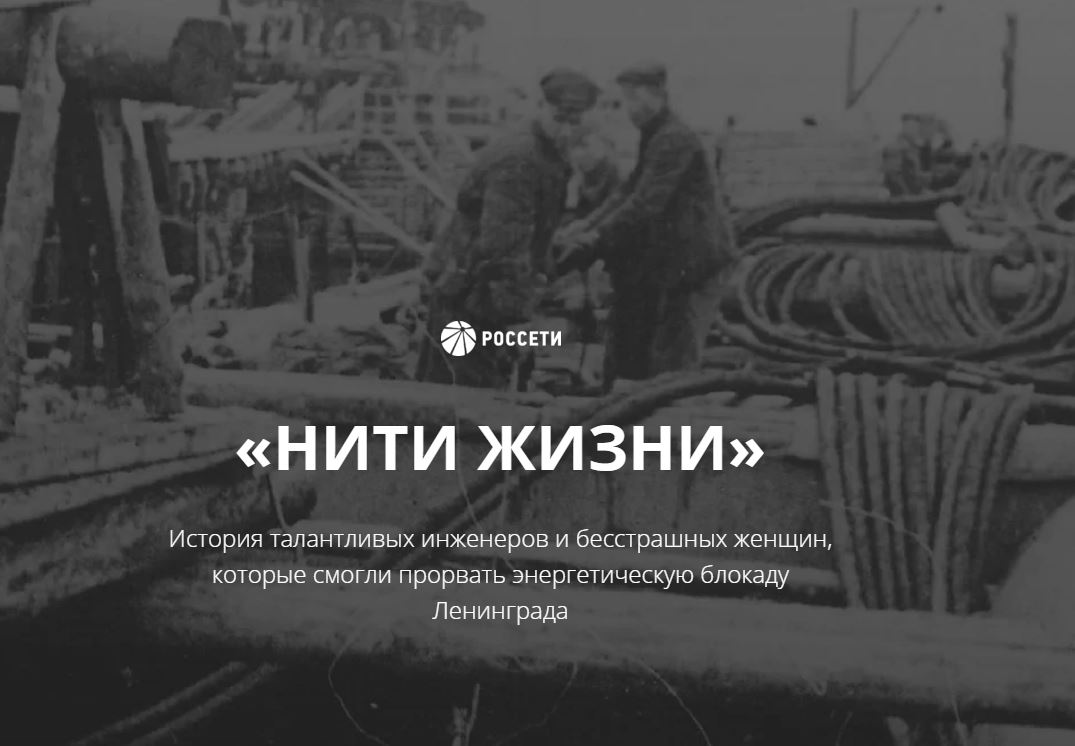 РОССЕТИ
«НИТИ ЖИЗНИ»
История талантливых инженеров и бесстрашных женщин,
которые смогли прорвать энергетическую блокаду
Ленинграда